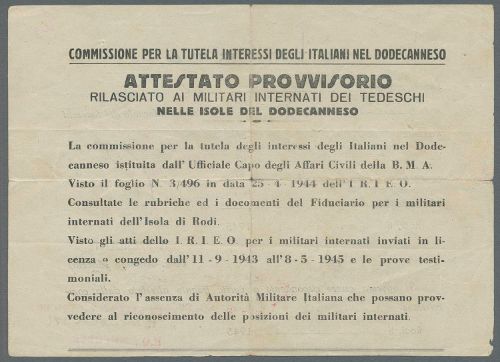 COMMISSIONE PER LA TUTELA INTERESSI DEGLI ITALIANI NEL DODECANNESO
ATTESTATO PROVVISORIO
RILASCIATO AI MILITARI INTERNATI DEI TEDESCHI
NELLE ISOLE DEL DODECANNESO
La commissione per la tutela degli interessi degli Italiani nel Dode-
canneso istituita dall' Ufficiale Capo degli Affari Civili della B. M. A.
Visto il foglio N. 3/496 in data 25-4-1944 dell'I R. I E. O.
Consultate le rubriche ed i documenti del Fiduciario per i militari
internati dell'Isola di Rodi.
Visto gli atti dello I. R. I. E. O. per i militari internati inviati in li-
cenza o congedo dall'11-9-1943 all'8-5-1945 e le prove testi-
moniali.
Considerato l'assenza di Autorità Militare Italiana che possano prov-
vedere al riconoscimento delle posizioni dei militari internati.